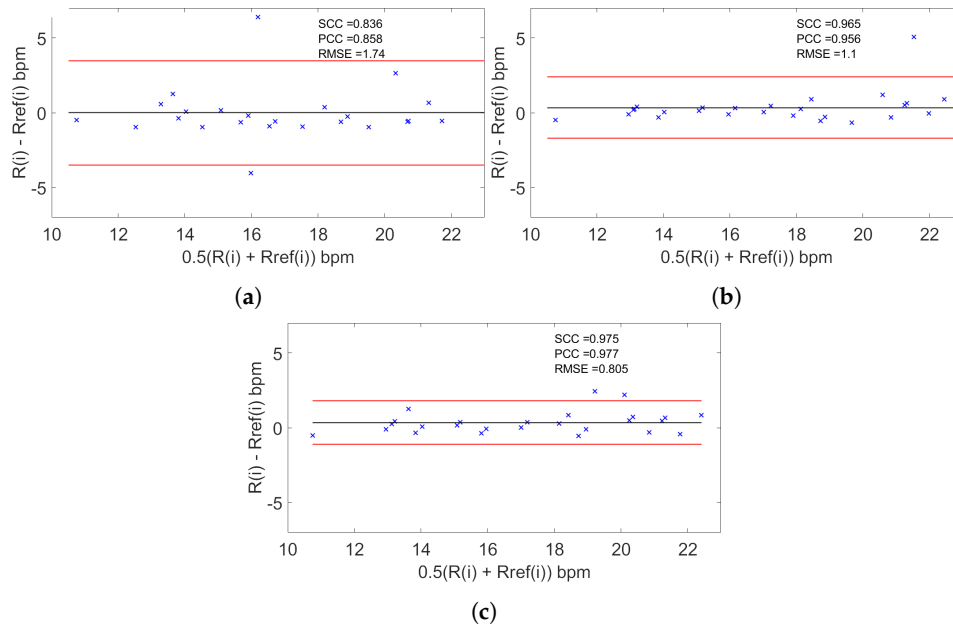 SCC =0.836
PCC =0.858
RMSE =1.74
5
0
-5
R(i) - Rref(i) bpm
10 12 14 16 18 20 22
0.5(R(i) + Rref(i)) bpm
(a)
SCC =0.965
PCC =0.956
RMSE =1.1
5
0
-5
R(i) - Rref(i) bpm
10 12 14 16 18 20 22
0.5(R(i) + Rref(i)) bpm
(b)
SCC =0.975
PCC =0.977
RMSE =0.805
5
0
-5
R(i) - Rref(i) bpm
10 12 14 16 18 20 22
0.5(R(i) + Rref(i)) bpm
(c)